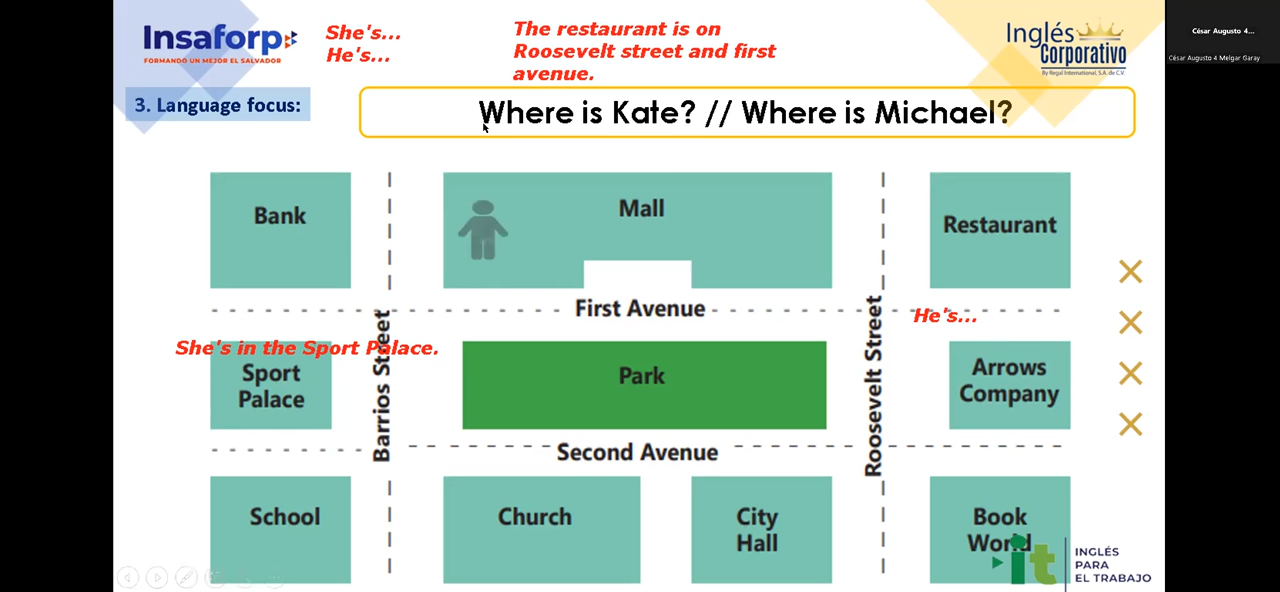 Insaforp
FORMANDO UN MEJOR EL SALVADOR
She's...
He's...
The restaurant is on
Roosevelt street and first
avenue.
Inglés
Corporativo
By Regal International, S.A. de C.V.
César Augusto 4...
César Augusto 4 Melgar Garay
3. Language focus:
Where is Kate? // Where is Michael?
Bank
Mall
Restaurant
First Avenue
He's...
She's in the Sport Palace.
Sport
Palace
Barrios Street
Park
Roosevelt Street
Arrows
Company
Second Avenue
School
Church
City
Hall
Book
World
it
INGLÉS
PARA
EL TRABAJO